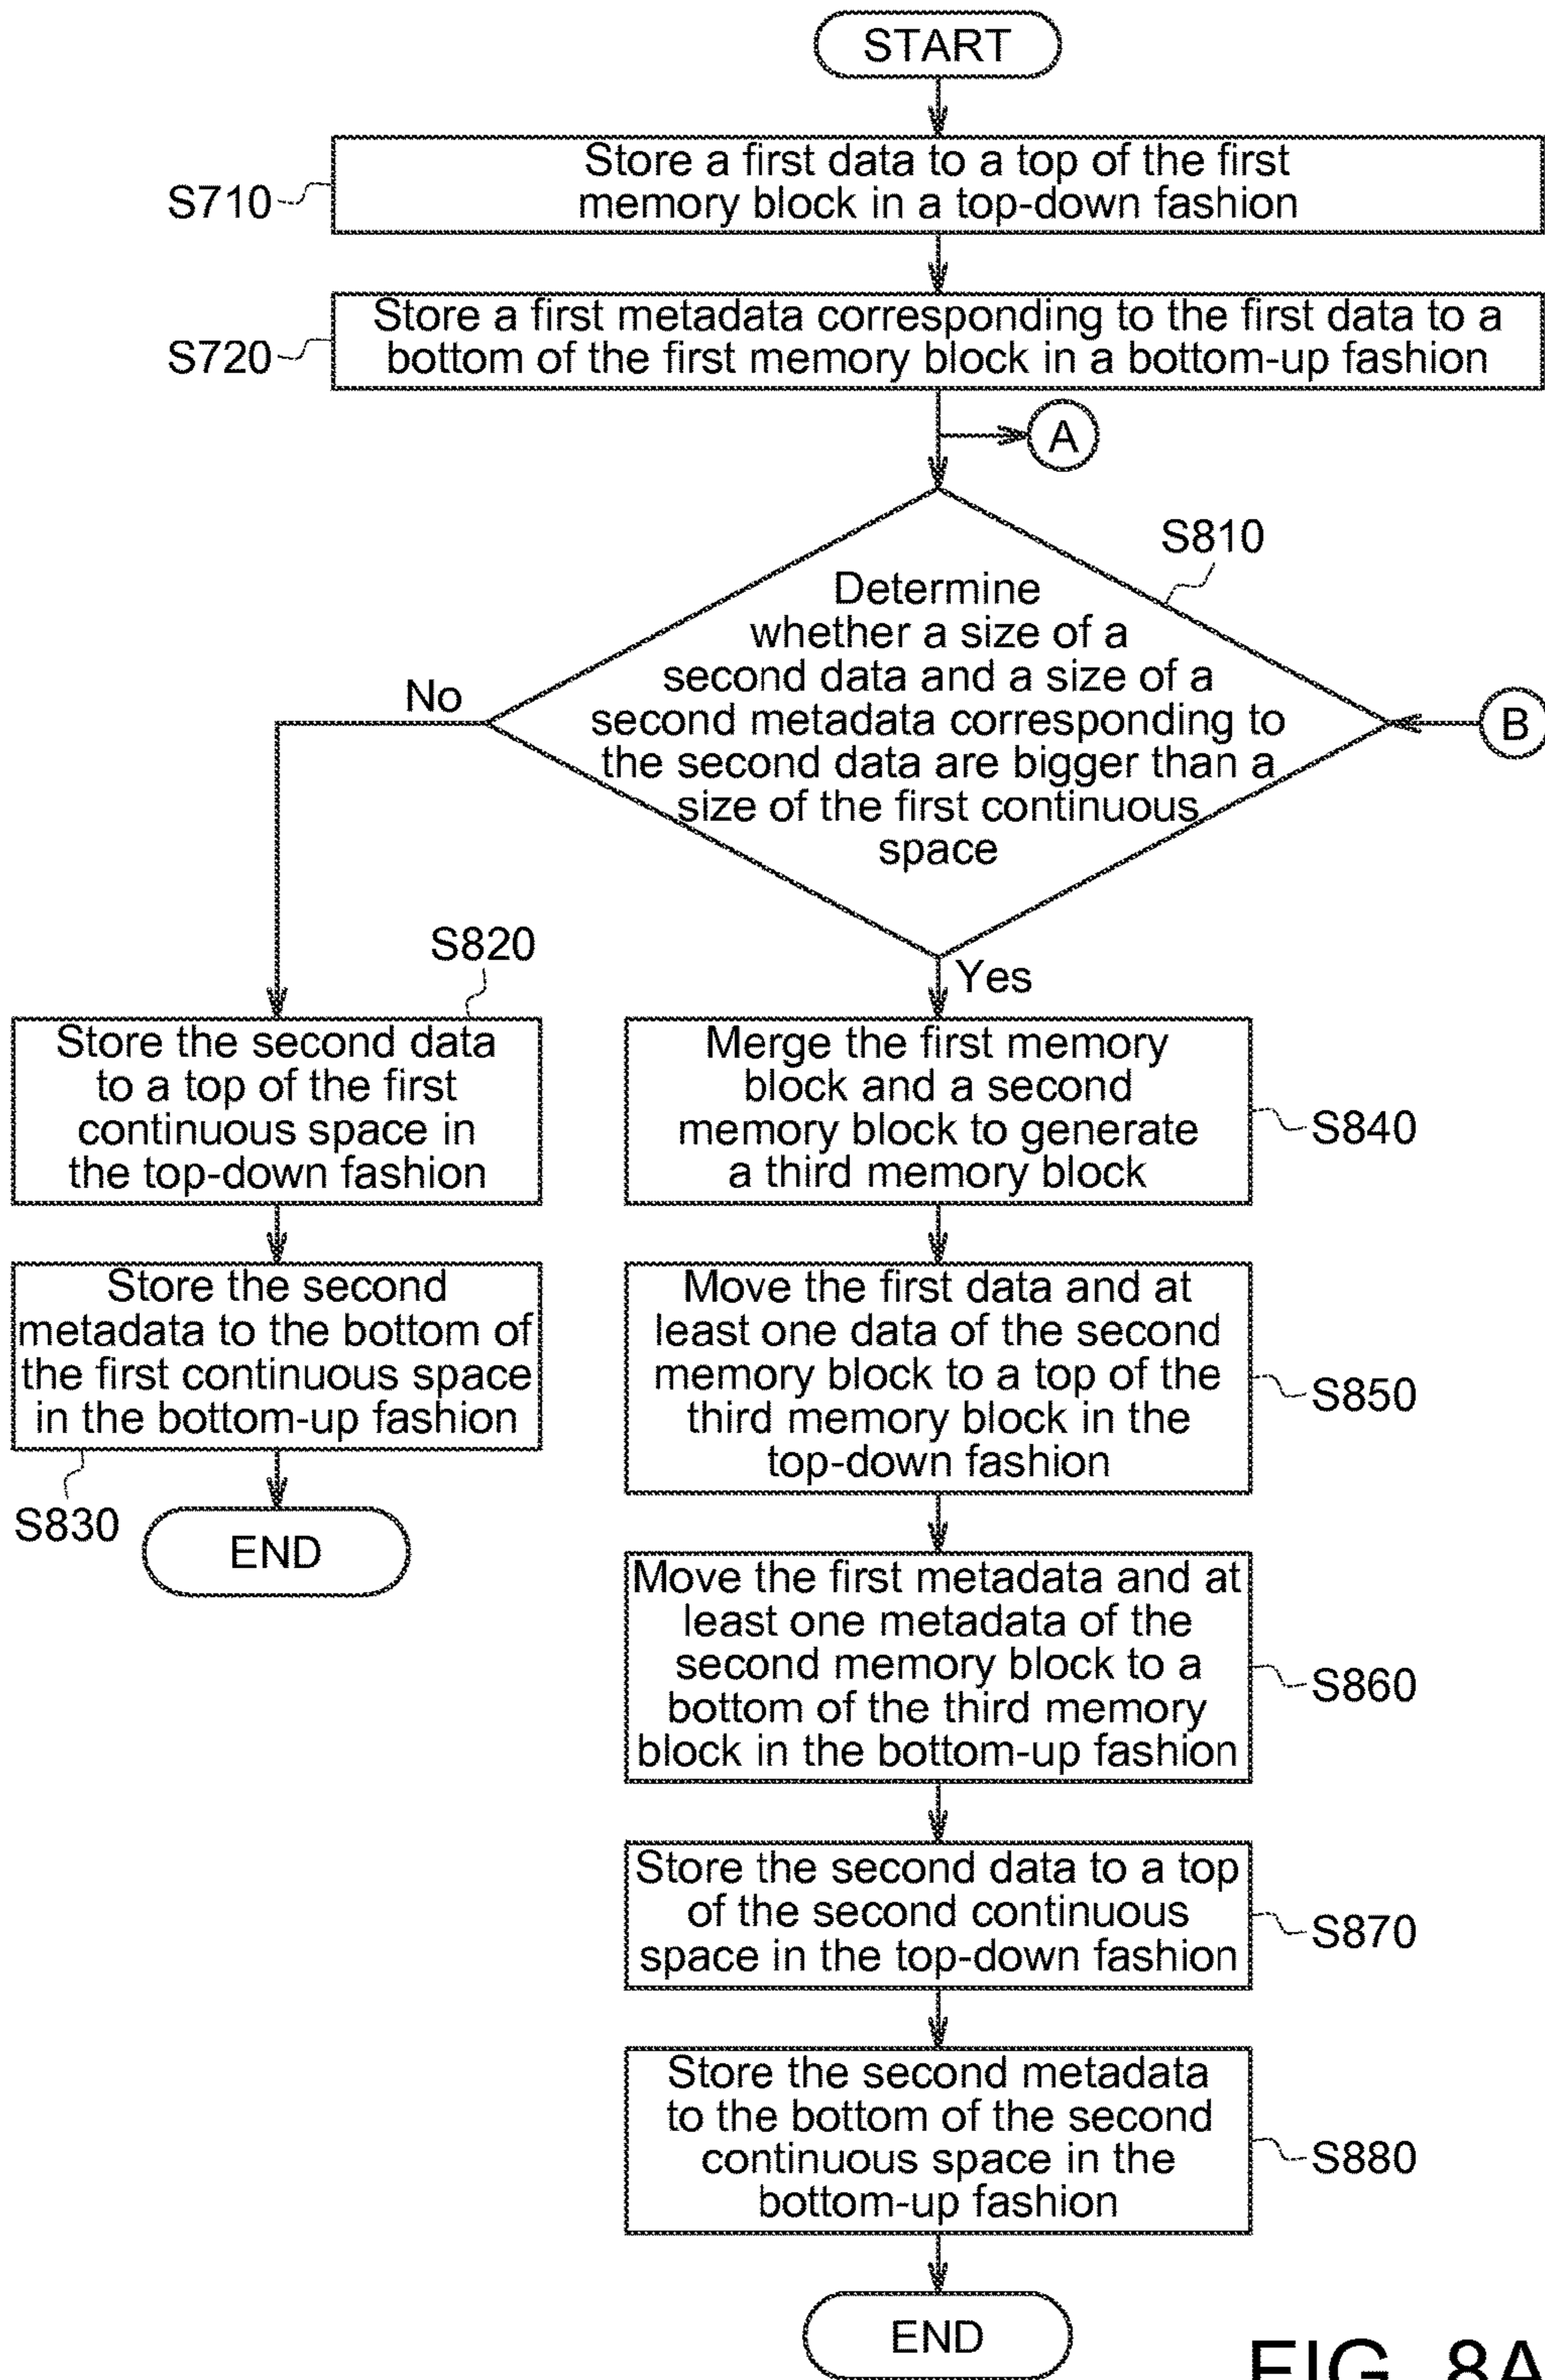 START
Store a first data to a top of the first
memory block in a top-down fashion
S710
Store a first metadata corresponding to the first data to a
bottom of the first memory block in a bottom-up fashion
S720
A
S810
Determine
whether a size of a
second data and a size of a
second metadata corresponding to
the second data are bigger than a
size of the first continuous
space
B
No
Yes
S820
Store the second data
to a top of the first
continuous space in
the top-down fashion
Store the second
metadata to the bottom of
the first continuous space
in the bottom-up fashion
S830
END
Merge the first memory
block and a second
memory block to generate
a third memory block
S840
Move the first data and at
least one data of the second
memory block to a top of the
third memory block in the
top-down fashion
S850
Move the first metadata and at
least one metadata of the
second memory block to a
bottom of the third memory
block in the bottom-up fashion
S860
Store the second data to a top
of the second continuous
space in the top-down fashion
S870
Store the second metadata
to the bottom of the second
continuous space in the
bottom-up fashion
S880
END
FIG. 8A